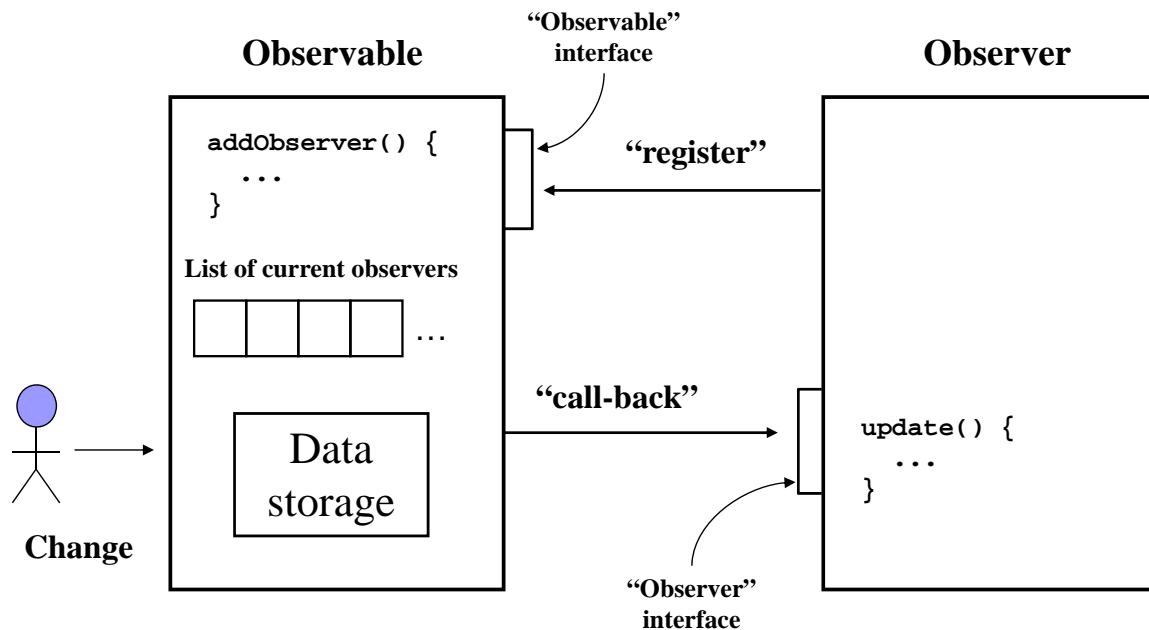 “Observable”
interface
Observable
Observer
addObserver() {
...
}
“register”
List of current observers
...
“call-back”
Data
storage
update() {
...
}
Change
“Observer”
interface